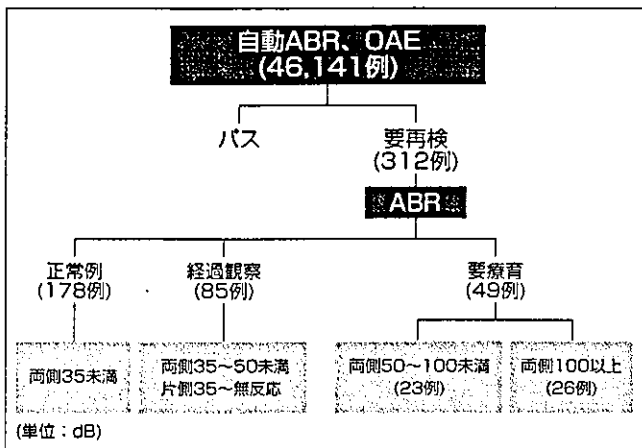 自動ABR、OAE
(46,141例)
パス
要再検
(312例)
ABR
正常例
(178例)
経過観察
(85例)
要療育
(49例)
両側35未満
両側35～50未満
片側35～無反応
両側50～100未満
(23例)
両側100以上
(26例)
(単位：dB)